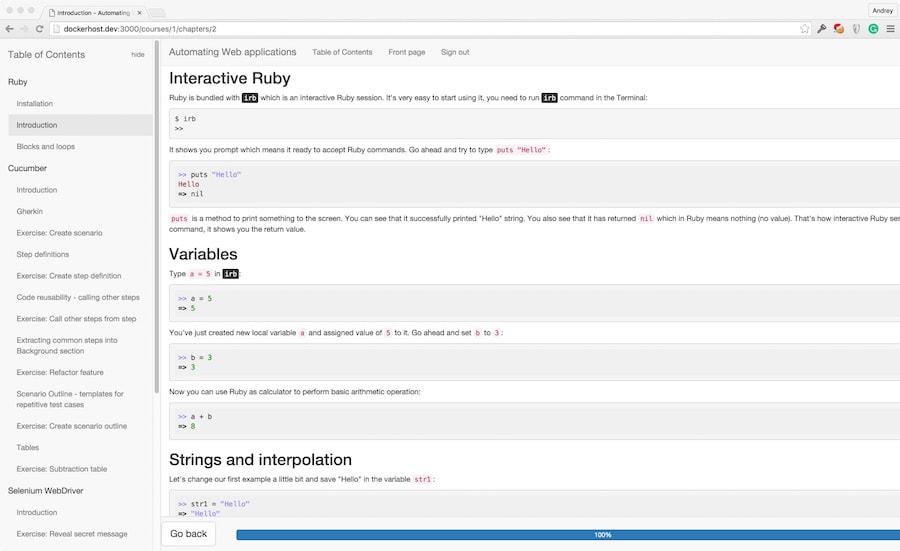 Introduction - Automating
Andrey
dockerhost.dev:3000/courses/1/chapters/2
Table of Contents
hide
Ruby
Installation
Introduction
Blocks and loops
Cucumber
Introduction
Gherkin
Exercise: Create scenario
Step definitions
Exercise: Create step definition
Code reusability - calling other steps
Exercise: Call other steps from step
Extracting common steps into
Background section
Exercise: Refactor feature
Scenario Outline - templates for
repetitive test cases
Exercise: Create scenario outline
Tables
Exercise: Subtraction table
Selenium WebDriver
Introduction
Exercise: Reveal secret message
Automating Web applications
Table of Contents
Front page
Sign out
Interactive Ruby
Ruby is bundled with irb which is an interactive Ruby session. It's very easy to start using it, you need to run irb command in the Terminal:
$ irb
>>
It shows you prompt which means it ready to accept Ruby commands. Go ahead and try to type puts "Hello" :
>> puts "Hello"
Hello
=> nil
puts is a method to print something to the screen. You can see that it successfully printed "Hello" string. You also see that it has returned nil which in Ruby means nothing (no value). That's how interactive Ruby ses
command, it shows you the return value.
Variables
Type a = 5 in irb:
>> a = 5
=> 5
You've just created new local variable a and assigned value of 5 to it. Go ahead and set b to 3 :
>> b = 3
=> 3
Now you can use Ruby as calculator to perform basic arithmetic operation:
>> a + b
=> 8
Strings and interpolation
Let's change our first example a little bit and save "Hello" in the variable str1 :
>> str1 = "Hello"
=> "Hello"
Go back
100%